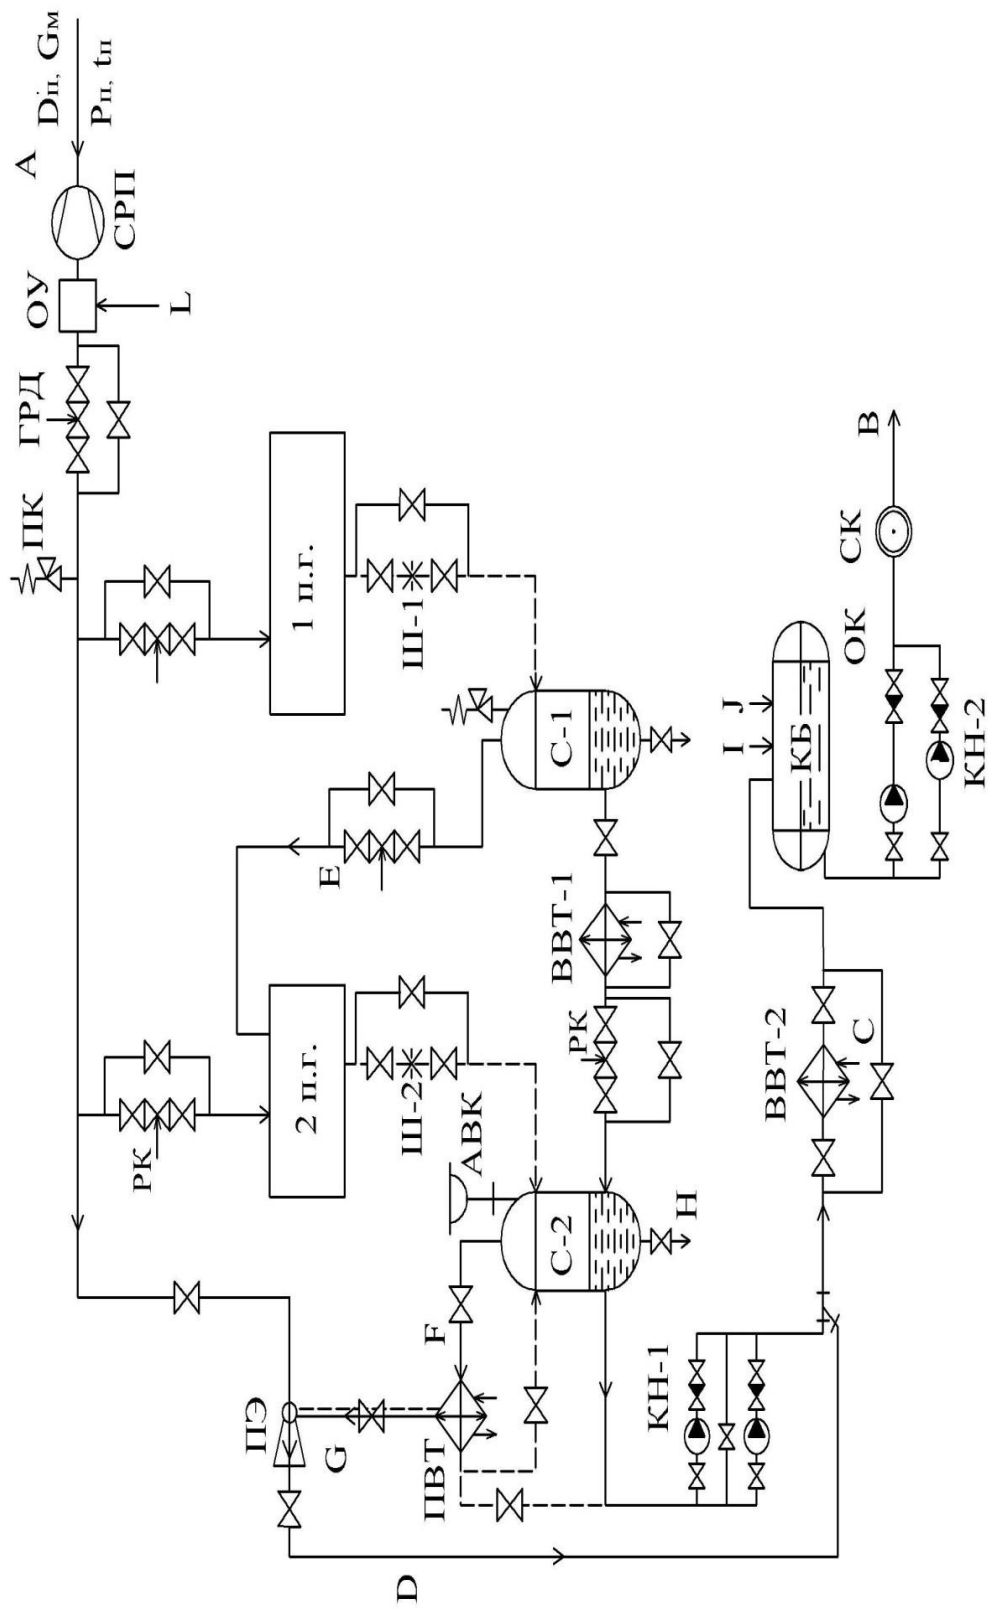 ПК
ГРД
ОУ
A
Dп, Gм
Pп, tп
СРП
РК
L
ПЭ
2 п.г.
1 п.г.
E
G
D
Ш-2
Ш-1
ПВТ
F
АВК
С-2
С-1
ВВТ-1
РК
КН-1
H
I
J
ВВТ-2
КБ
C
ОК
СК
B
КН-2